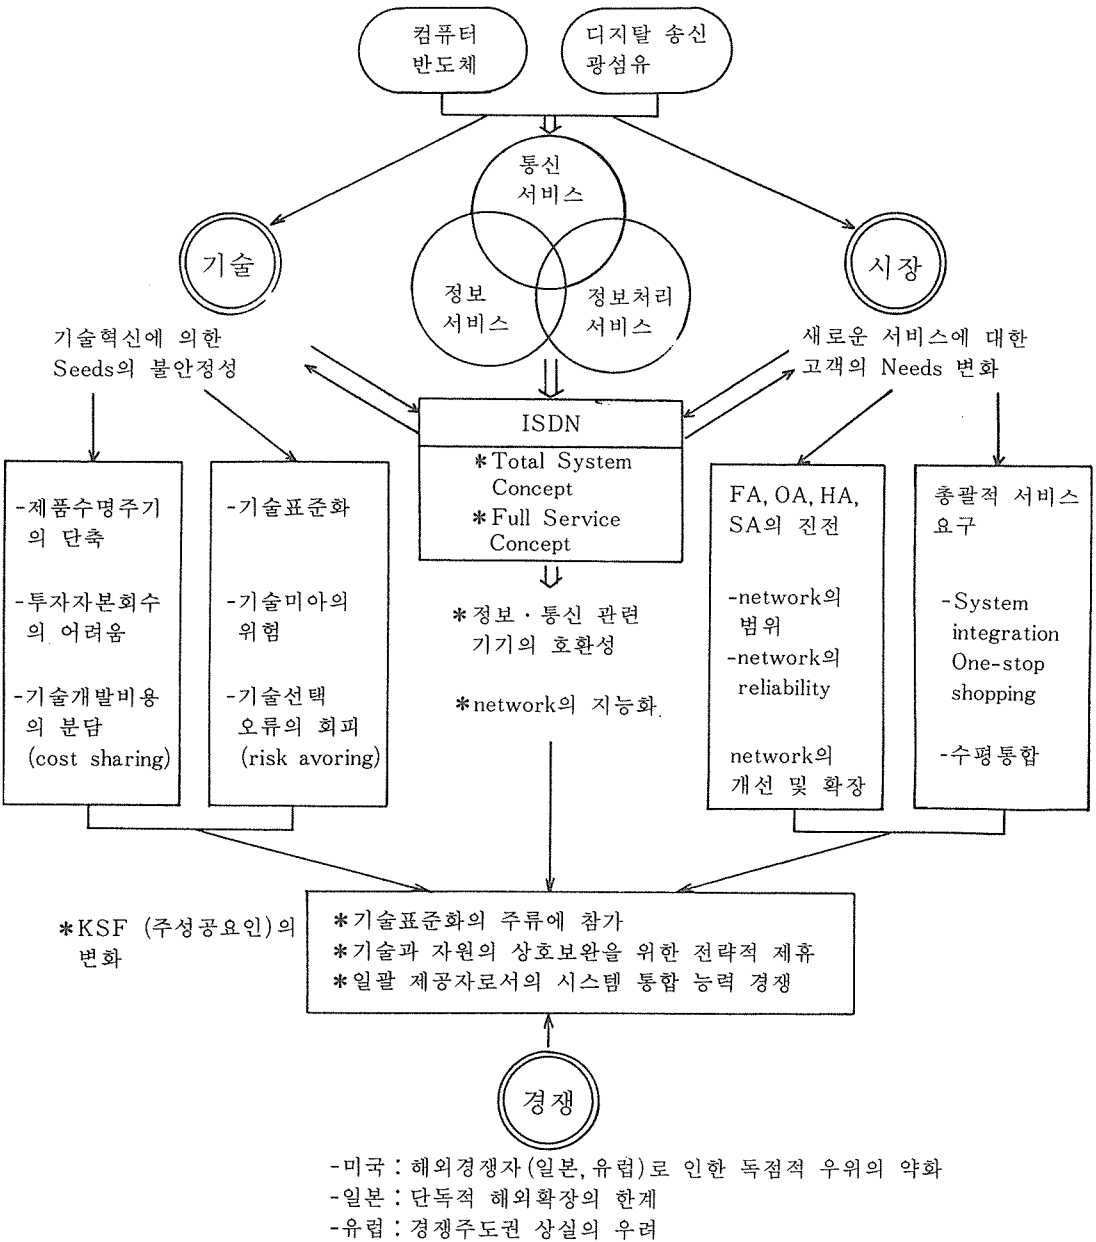 컴퓨터
반도체
디지탈 송신
광섬유
통신
서비스
기술
정보
서비스
정보처리
서비스
시장
기술혁신에 의한
Seeds의 불안정성
새로운 서비스에 대한
고객의 Needs 변화
ISDN
*Total System
Concept
*Full Service
Concept
-제품수명주기
의 단축
-투자자본회수
의 어려움
-기술개발비용
의 분담
(cost sharing)
-기술표준화
-기술미아의
위험
-기술선택
오류의 회피
(risk avoring)
*정보·통신 관련
기기의 호환성
*network의 지능화
FA, OA, HA,
SA의 진전
-network의
범위
-network의
reliability
network의
개선 및 확장
총괄적 서비스
요구
-System
integration
One-stop
shopping
-수평통합
*KSF (주성공요인)의
변화
*기술표준화의 주류에 참가
*기술과 자원의 상호보완을 위한 전략적 제휴
*일괄 제공자로서의 시스템 통합 능력 경쟁
경쟁
-미국 : 해외경쟁자(일본, 유럽)로 인한 독점적 우위의 약화
-일본 : 단독적 해외확장의 한계
-유럽 : 경쟁주도권 상실의 우려